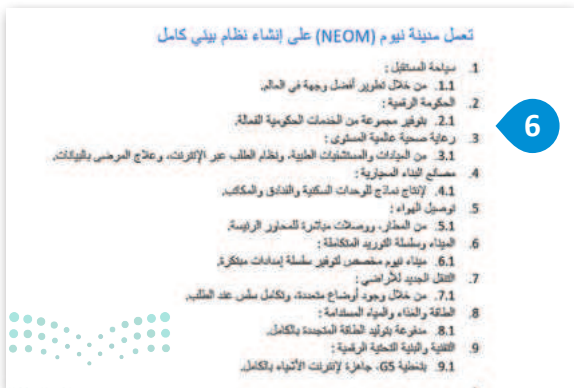 تعمل مدينة نيوم (NEOM) على إنشاء نظام بيئي كامل
1. سياحة المستقبل:
1.1. من خلال تطوير أفضل وجهة في العالم.
2. الحكومة الرقمية:
2.1. بتوفير مجموعة من الخدمات الحكومية الفعالة.
3. رعاية صحية عالمية المستوى:
3.1. من العيادات والمستشفيات الطبية، ونظام الطلب عبر الإنترنت، وعلاج المرضى بالبيانات.
4. مصانع البناء المعيارية:
4.1. لإنتاج نماذج للوحدات السكنية والفنادق والمكاتب.
5. توصيل الهواء:
5.1. من المطار، ووصلات مباشرة للمحاور الرئيسة.
6. الميناء وسلسلة التوريد المتكاملة:
6.1. ميناء نيوم مخصص لتوفير سلسلة إمدادات مبتكرة.
7. التنقل الجديد للأراضي:
7.1. من خلال وجود أوضاع متعددة، وتكامل سلس عند الطلب.
8. الطاقة والغذاء والمياه المستدامة:
8.1. مدفوعة بتوليد الطاقة المتجددة بالكامل.
9. التقنية والبنية التحتية الرقمية:
9.1. بتغطية G5، جاهزة لإنترنت الأشياء بالكامل.
6